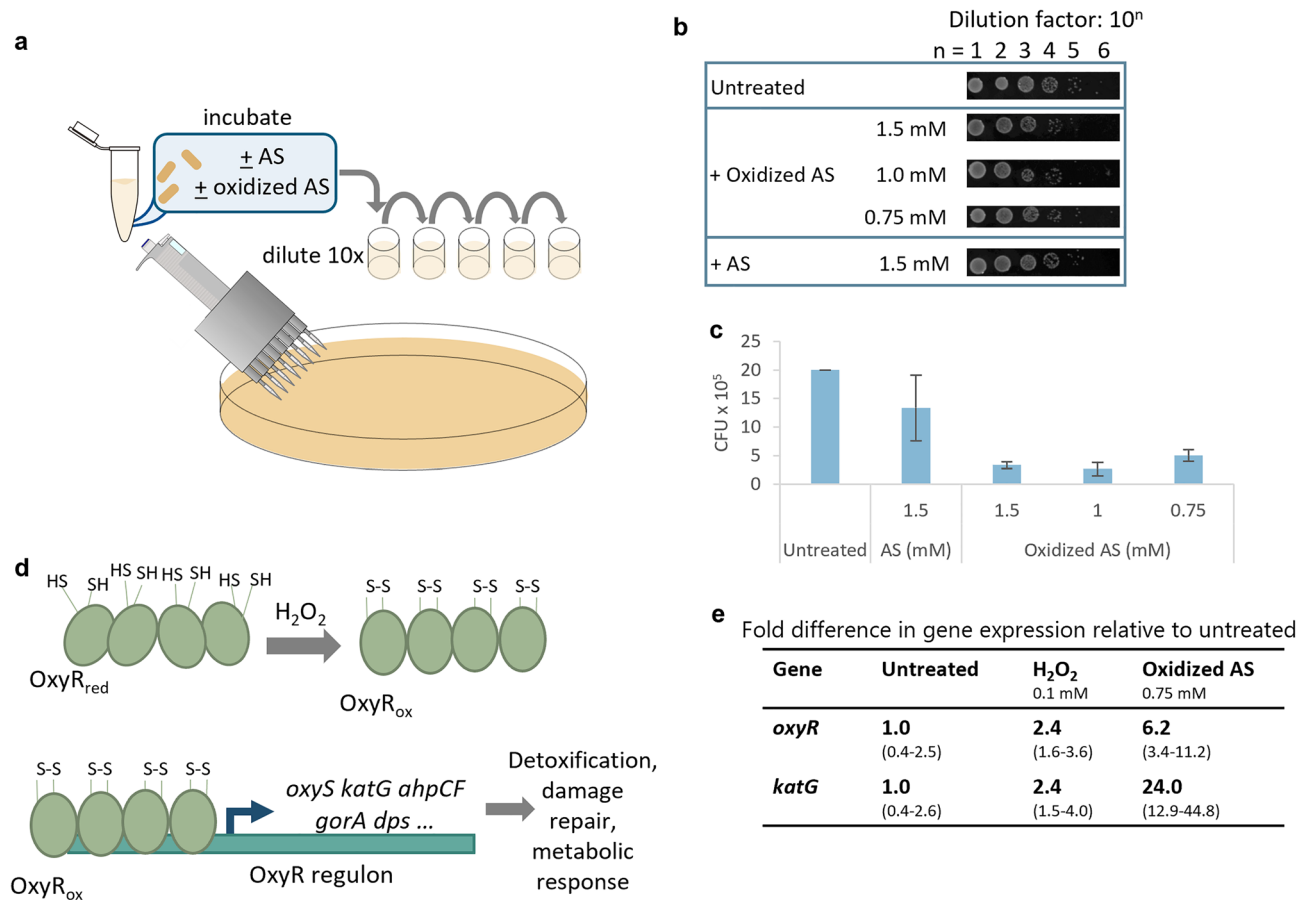 a
incubate
+ AS
+ oxidized AS
dilute 10x
b
Dilution factor: 10ⁿ
n = 1 2 3 4 5 6
Untreated
1.5 mM
+ Oxidized AS 1.0 mM
0.75 mM
+ AS 1.5 mM
c
CFU x 10⁵
25
20
15
10
5
0
1.5 1.5 1 0.75
Untreated AS (mM) Oxidized AS (mM)
d
HS SH HS SH HS SH HS SH
H₂O₂
S-S S-S S-S S-S
OxyRred
OxyRox
S-S S-S S-S S-S
oxyS katG ahpCF
gorA dps ...
OxyR regulon
OxyRox
Detoxification,
damage
repair,
metabolic
response
e
Fold difference in gene expression relative to untreated
Gene Untreated H₂O₂ Oxidized AS
0.1 mM 0.75 mM
oxyR 1.0 2.4 6.2
(0.4-2.5) (1.6-3.6) (3.4-11.2)
katG 1.0 2.4 24.0
(0.4-2.6) (1.5-4.0) (12.9-44.8)